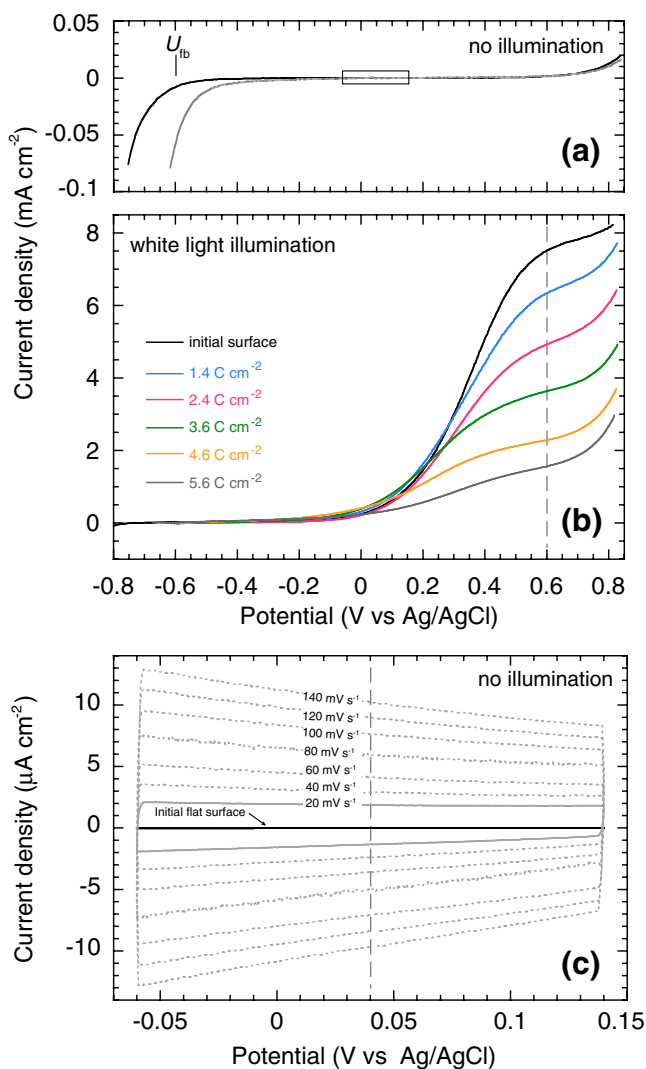 0.05
U_fb
no illumination
0
-0.05
(a)
-0.1
Current density (mA cm⁻²)
8
white light illumination
6
initial surface
1.4 C cm⁻²
4
2.4 C cm⁻²
3.6 C cm⁻²
2
4.6 C cm⁻²
5.6 C cm⁻²
0
(b)
-0.8 -0.6 -0.4 -0.2 0 0.2 0.4 0.6 0.8
Potential (V vs Ag/AgCl)
no illumination
10
140 mV s⁻¹
120 mV s⁻¹
100 mV s⁻¹
80 mV s⁻¹
5
60 mV s⁻¹
40 mV s⁻¹
20 mV s⁻¹
Initial flat surface
0
-5
-10
(c)
Current density (µA cm⁻²)
-0.05 0 0.05 0.10 0.15
Potential (V vs Ag/AgCl)